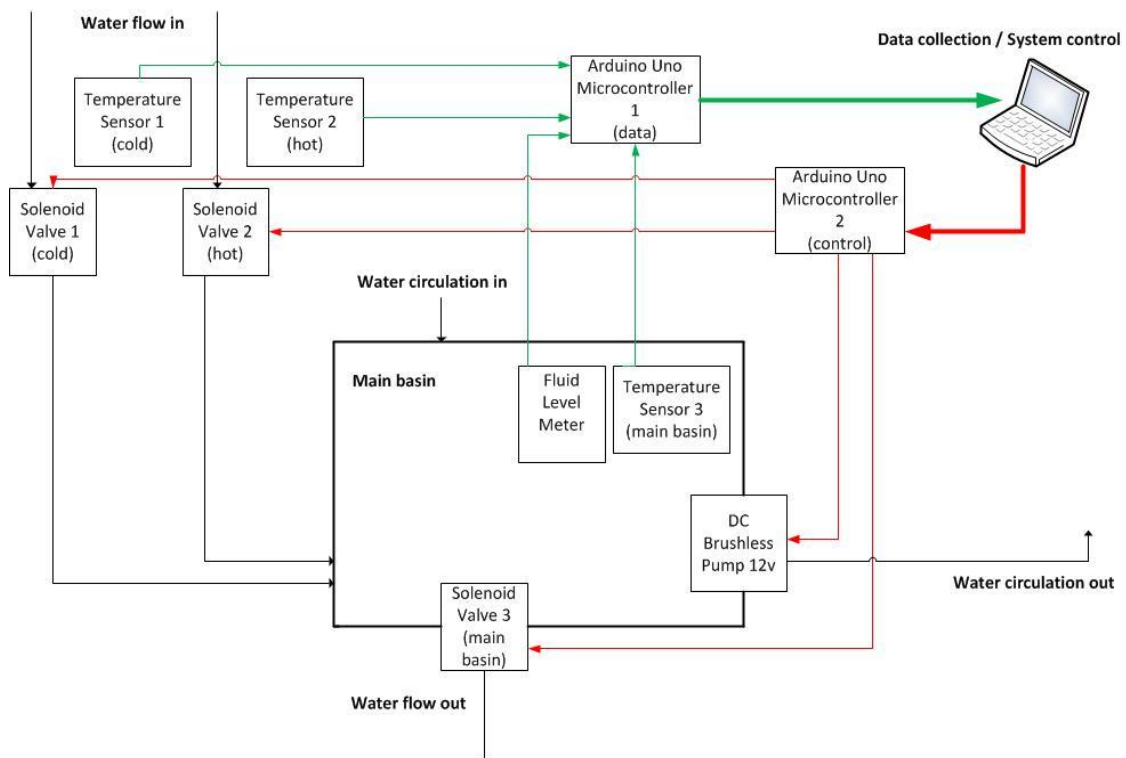 Water flow in
Data collection / System control
Temperature
Sensor 1
(cold)
Temperature
Sensor 2
(hot)
Arduino Uno
Microcontroller
1
(data)
Arduino Uno
Microcontroller
2
(control)
Solenoid
Valve 1
(cold)
Solenoid
Valve 2
(hot)
Water circulation in
Main basin
Fluid
Level
Meter
Temperature
Sensor 3
(main basin)
DC
Brushless
Pump 12v
Water circulation out
Solenoid
Valve 3
(main
basin)
Water flow out